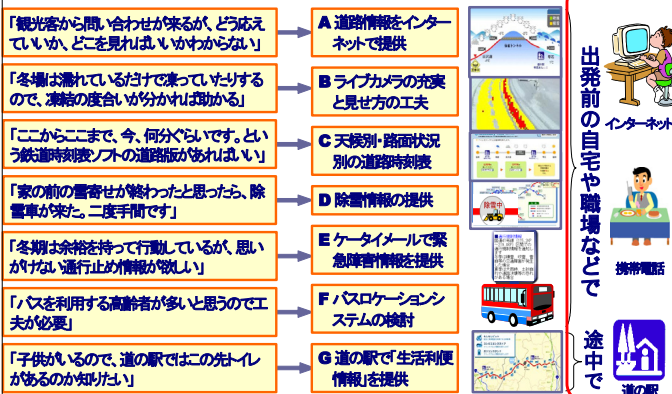 「観光客から問い合わせが来るが、どう応え
ていいか、どこを見ればいいかわからない」
A 道路情報をインター
ネットで提供
「冬場は濡れているだけで凍っていたりする
ので、凍結の度合いが分かれば助かる」
B ライブカメラの充実
と見せ方の工夫
「ここからここまで、今、何分ぐらいです。とい
う鉄道時刻表ソフトの道路版があればいい」
C 天候別・路面状況
別の道路時刻表
「家の前の雪寄せが終わったと思ったら、除
雪車が来た。二度手間です」
D 除雪情報の提供
「冬期は余裕を持って行動しているが、思い
がけない通行止め情報が欲しい」
E ケータイメールで緊
急障害情報を提供
「バスを利用する高齢者が多いと思うので工
夫が必要」
F バスロケーションシ
ステムの検討
「子供がいるので、道の駅ではこの先トイレ
があるのか知りたい」
G 道の駅で「生活利便
情報」を提供
除雪中
出発前の自宅や職場などで
途中で
インターネット
携帯電話
道の駅